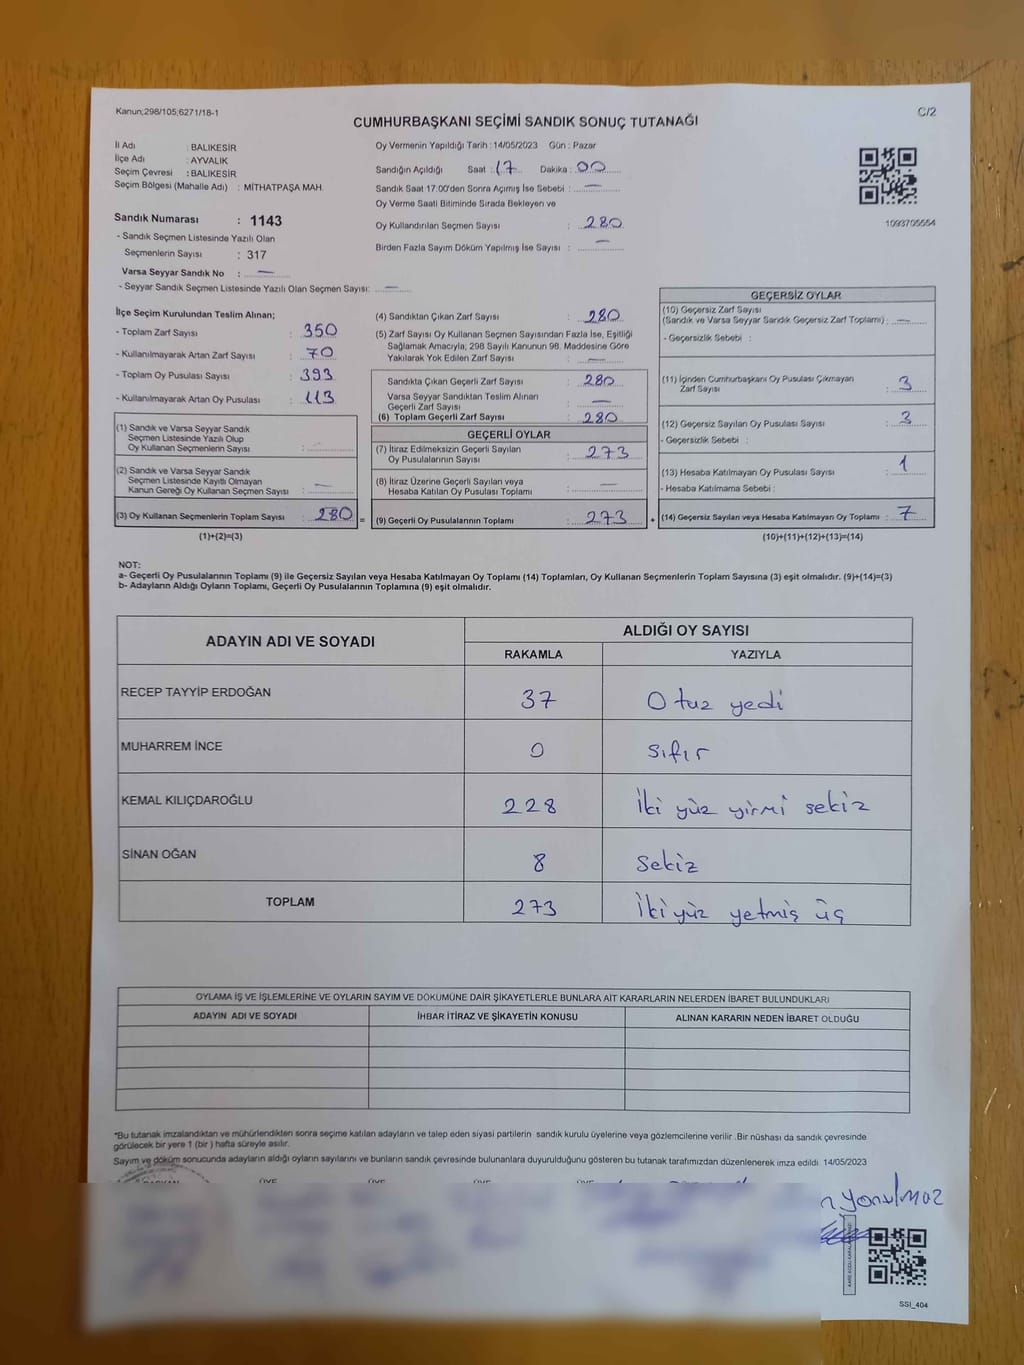 Kanun;298/105,6271/18-1
C/2
CUMHURBAŞKANI SEÇİMİ SANDIK SONUÇ TUTANAĞI
İl Adı : BALIKESİR
İlçe Adı : AYVALIK
Seçim Çevresi : BALIKESİR
Seçim Bölgesi (Mahalle Adı) : MİTHATPAŞA MAH.
Sandık Numarası : 1143
- Sandık Seçmen Listesinde Yazılı Olan
Seçmenlerin Sayısı : 317
Varsa Seyyar Sandık No : —
- Seyyar Sandık Seçmen Listesinde Yazılı Olan Seçmen Sayısı: —
Oy Vermenin Yapıldığı Tarih : 14/05/2023 Gün : Pazar
Sandığın Açıldığı Saat : 17 Dakika : 00
Sandık Saat 17.00'den Sonra Açımış İse Sebebi : —
Oy Verme Saati Bitiminde Sırada Bekleyen ve
Oy Kullandırılan Seçmen Sayısı : 280
Birden Fazla Sayım Döküm Yapılmış İse Sayısı : —
1093705554
İlçe Seçim Kurulundan Teslim Alınan;
- Toplam Zarf Sayısı : 350
- Kullanılmayarak Artan Zarf Sayısı : 70
- Toplam Oy Pusulası Sayısı : 393
- Kullanılmayarak Artan Oy Pusulası : 113
(1) Sandık ve Varsa Seyyar Sandık
Seçmen Listesinde Yazılı Olup
Oy Kullanan Seçmenlerin Sayısı :
(2) Sandık ve Varsa Seyyar Sandık
Seçmen Listesinde Kayıtlı Olmayan
Kanun Gereği Oy Kullanan Seçmen Sayısı : —
(3) Oy Kullanan Seçmenlerin Toplam Sayısı : 280 =
(1)+(2)=(3)
(4) Sandıktan Çıkan Zarf Sayısı : 280
(5) Zarf Sayısı Oy Kullanan Seçmen Sayısından Fazla İse, Eşitliği
Sağlamak Amacıyla; 298 Sayılı Kanunun 98. Maddesine Göre
Yakılarak Yok Edilen Zarf Sayısı : —
Sandıkta Çıkan Geçerli Zarf Sayısı : 280
Varsa Seyyar Sandıktan Teslim Alınan
Geçerli Zarf Sayısı : —
(6) Toplam Geçerli Zarf Sayısı : 280
GEÇERLİ OYLAR
(7) İtiraz Edilmeksizin Geçerli Sayılan
Oy Pusulalarının Sayısı : 273
(8) İtiraz Üzerine Geçerli Sayılan veya
Hesaba Katılan Oy Pusulası Toplamı : —
(9) Geçerli Oy Pusulalarının Toplamı : 273 +
GEÇERSİZ OYLAR
(10) Geçersiz Zarf Sayısı
(Sandık ve Varsa Seyyar Sandık Geçersiz Zarf Toplamı) : —
- Geçersizlik Sebebi :
(11) İçinden Cumhurbaşkanı Oy Pusulası Çıkmayan
Zarf Sayısı : 3
(12) Geçersiz Sayılan Oy Pusulası Sayısı : 3
- Geçersizlik Sebebi :
(13) Hesaba Katılmayan Oy Pusulası Sayısı : 1
- Hesaba Katılmama Sebebi :
(14) Geçersiz Sayılan veya Hesaba Katılmayan Oy Toplamı : 7
(10)+(11)+(12)+(13)=(14)
NOT:
a- Geçerli Oy Pusulalarının Toplamı (9) ile Geçersiz Sayılan veya Hesaba Katılmayan Oy Toplamı (14) Toplamları, Oy Kullanan Seçmenlerin Toplam Sayısına (3) eşit olmalıdır. (9)+(14)=(3)
b- Adayların Aldığı Oyların Toplamı, Geçerli Oy Pusulalarının Toplamına (9) eşit olmalıdır.
ADAYIN ADI VE SOYADI
ALDIĞI OY SAYISI
RAKAMLA YAZIYLA
RECEP TAYYİP ERDOĞAN 37 Otuz yedi
MUHARREM İNCE 0 Sıfır
KEMAL KILIÇDAROĞLU 228 İki yüz yirmi sekiz
SİNAN OĞAN 8 Sekiz
TOPLAM 273 İki yüz yetmiş üç
OYLAMA İŞ VE İŞLEMLERİNE VE OYLARIN SAYIM VE DÖKÜMÜNE DAİR ŞİKAYETLERLE BUNLARA AİT KARARLARIN NELERDEN İBARET BULUNDUKLARI
ADAYIN ADI VE SOYADI İHBAR İTİRAZ VE ŞİKAYETİN KONUSU ALINAN KARARIN NEDEN İBARET OLDUĞU
*Bu tutanak imzalandıktan ve mühürlendikten sonra seçime katılan adayların ve talep eden siyasi partilerin sandık kurulu üyelerine veya gözlemcilerine verilir .Bir nüshası da sandık çevresinde
görülecek bir yere 1 (bir ) hafta süreyle asılır.
Sayım ve döküm sonucunda adayların aldığı oyların sayılarını ve bunların sandık çevresinde bulunanlara duyurulduğunu gösteren bu tutanak tarafımızdan düzenlenerek imza edildi 14/05/2023
ÜYE ÜYE ÜYE ÜYE
Yorulmaz
SSI_404